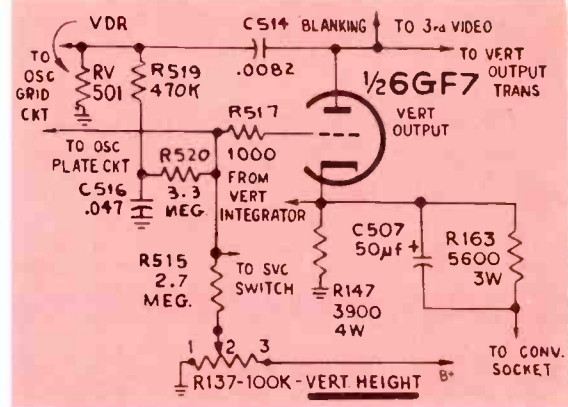 VDR
C514
BLANKING
TO 3rd VIDEO
TO
OSC
GRID
CKT
RV
501
R519
470K
.0082
TO VERT
OUTPUT
TRANS
½6GF7
R517
VERT
OUTPUT
TO OSC
PLATE CKT
R520
1000
C516
.047
3.3
MEG.
FROM
VERT
INTEGRATOR
C507
50µf +
R163
5600
3W
R515
2.7
MEG.
TO SVC
SWITCH
R147
3900
4W
1 2 3
TO CONV.
SOCKET
B+
R137-100K-VERT. HEIGHT